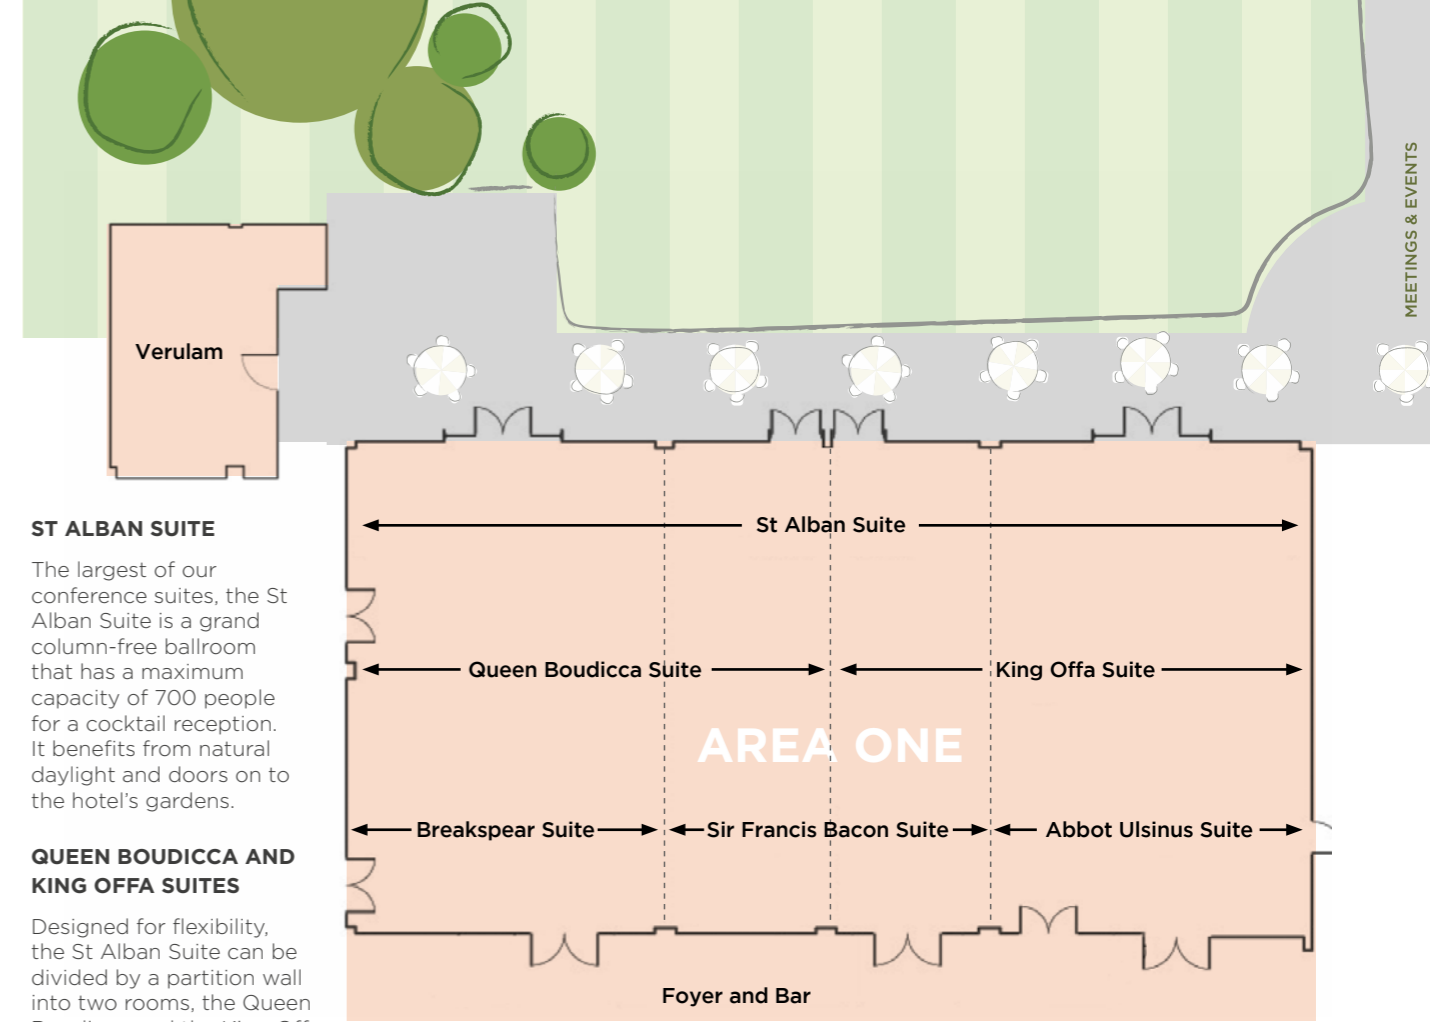 MEETINGS & EVENTS
Verulam
ST ALBAN SUITE
The largest of our
conference suites, the St
Alban Suite is a grand
column-free ballroom
that has a maximum
capacity of 700 people
for a cocktail reception.
It benefits from natural
daylight and doors on to
the hotel's gardens.
QUEEN BOUDICCA AND
KING OFFA SUITES
Designed for flexibility,
the St Alban Suite can be
divided by a partition wall
into two rooms, the Queen
St Alban Suite
Queen Boudicca Suite
King Offa Suite
AREA ONE
Breakspear Suite
Sir Francis Bacon Suite
Abbot Ulsinus Suite
Foyer and Bar